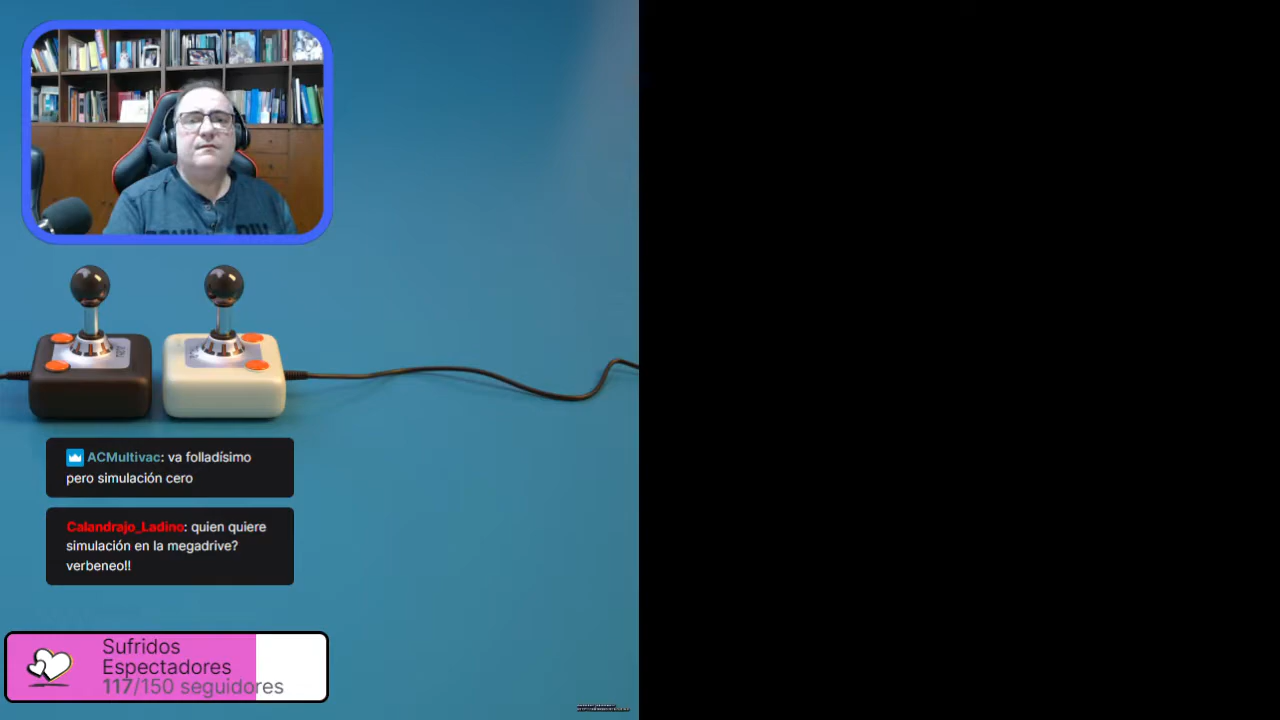 ACMultivac: va folladísimo
pero simulación cero
Calandrajo_Ladino: quien quiere
simulación en la megadrive?
verbeneo!!
Sufridos
Espectadores
117/150 seguidores